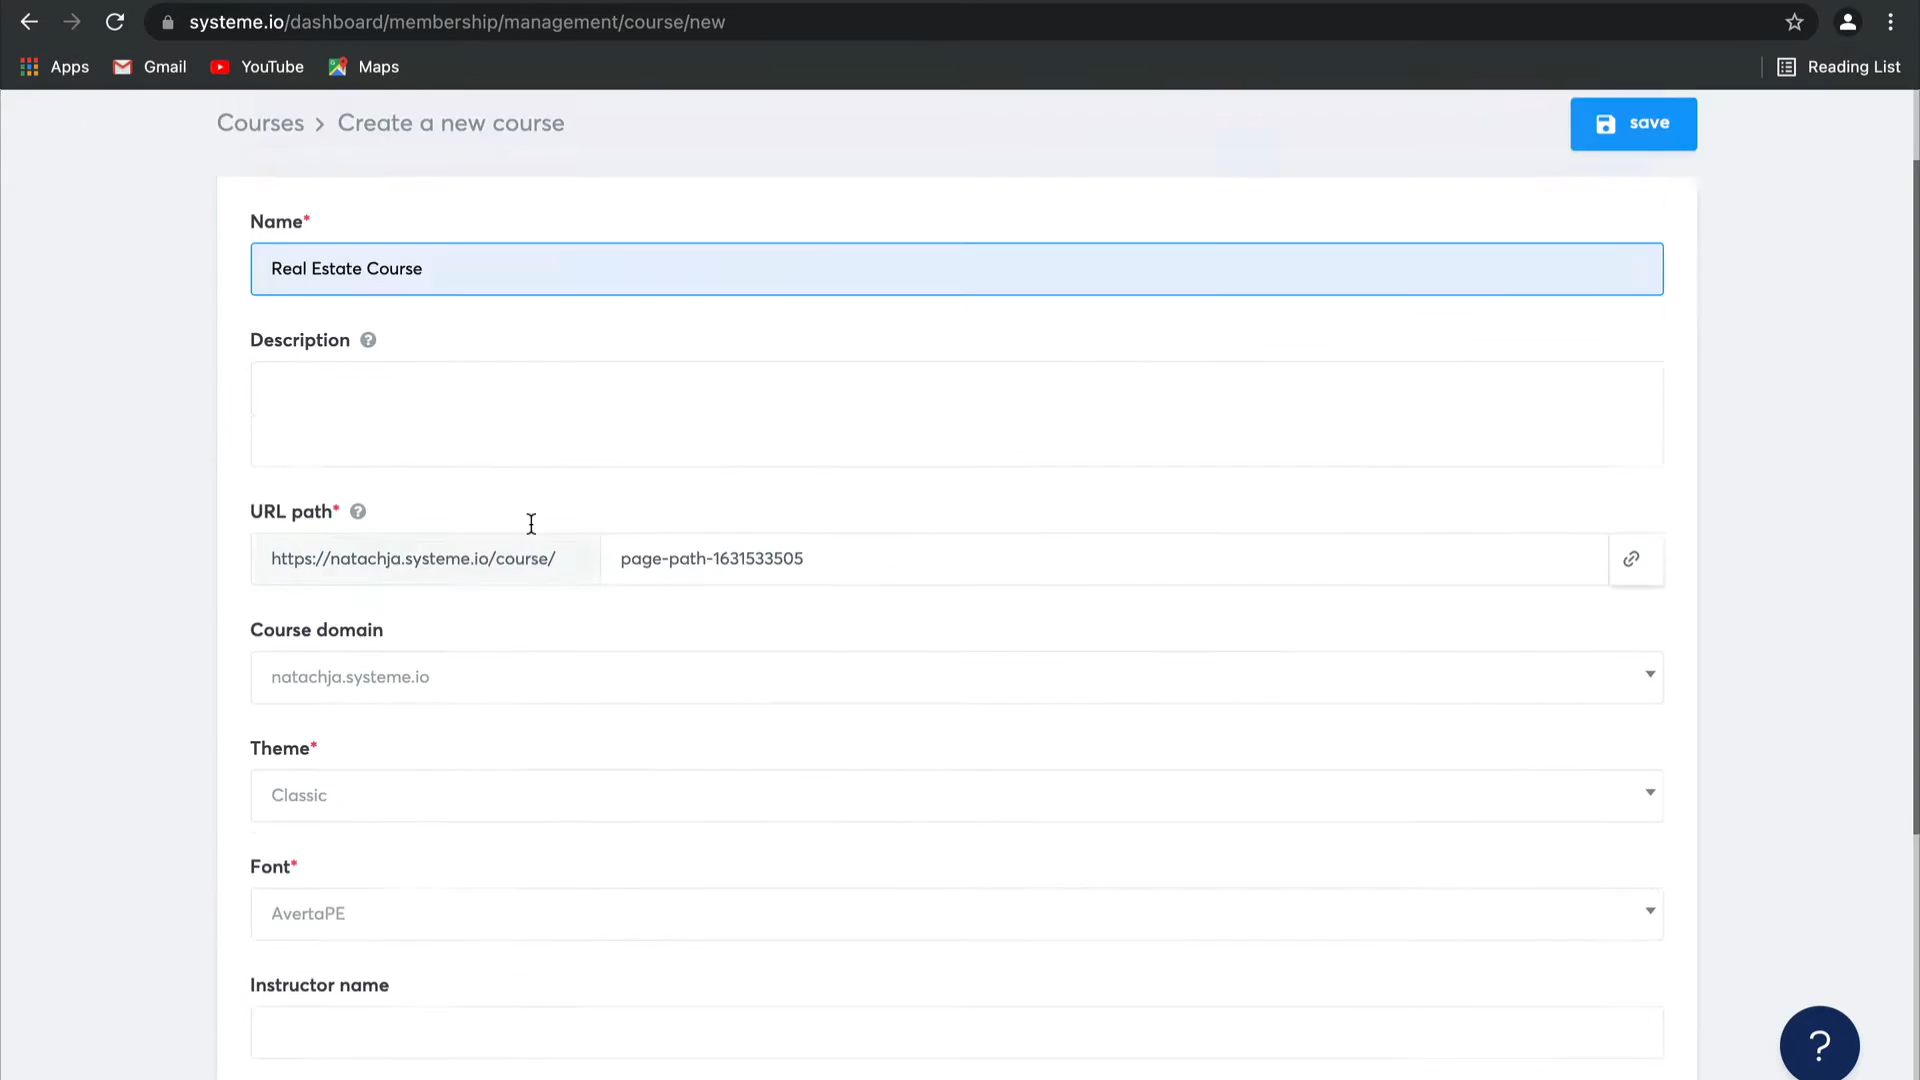 systeme.io/dashboard/membership/management/course/new
Apps Gmail YouTube Maps Reading List
Courses > Create a new course
save
Name*
Real Estate Course
Description ?
URL path* ?
https://natachja.systeme.io/course/ page-path-1631533505
Course domain
natachja.systeme.io
Theme*
Classic
Font*
AvertaPE
Instructor name
?